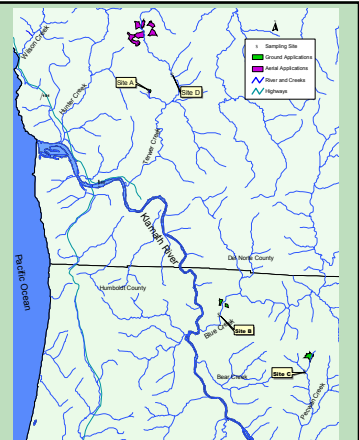 Wilson Creek
Sampling Site
Ground Applications
Aerial Applications
River and Creeks
Highways
Hunter Creek
Site A
Site D
Terwer Creek
Klamath River
Pacific Ocean
Del Norte County
Humboldt County
Blue Creek
Site B
Bear Creek
Site C
Pecwan Creek